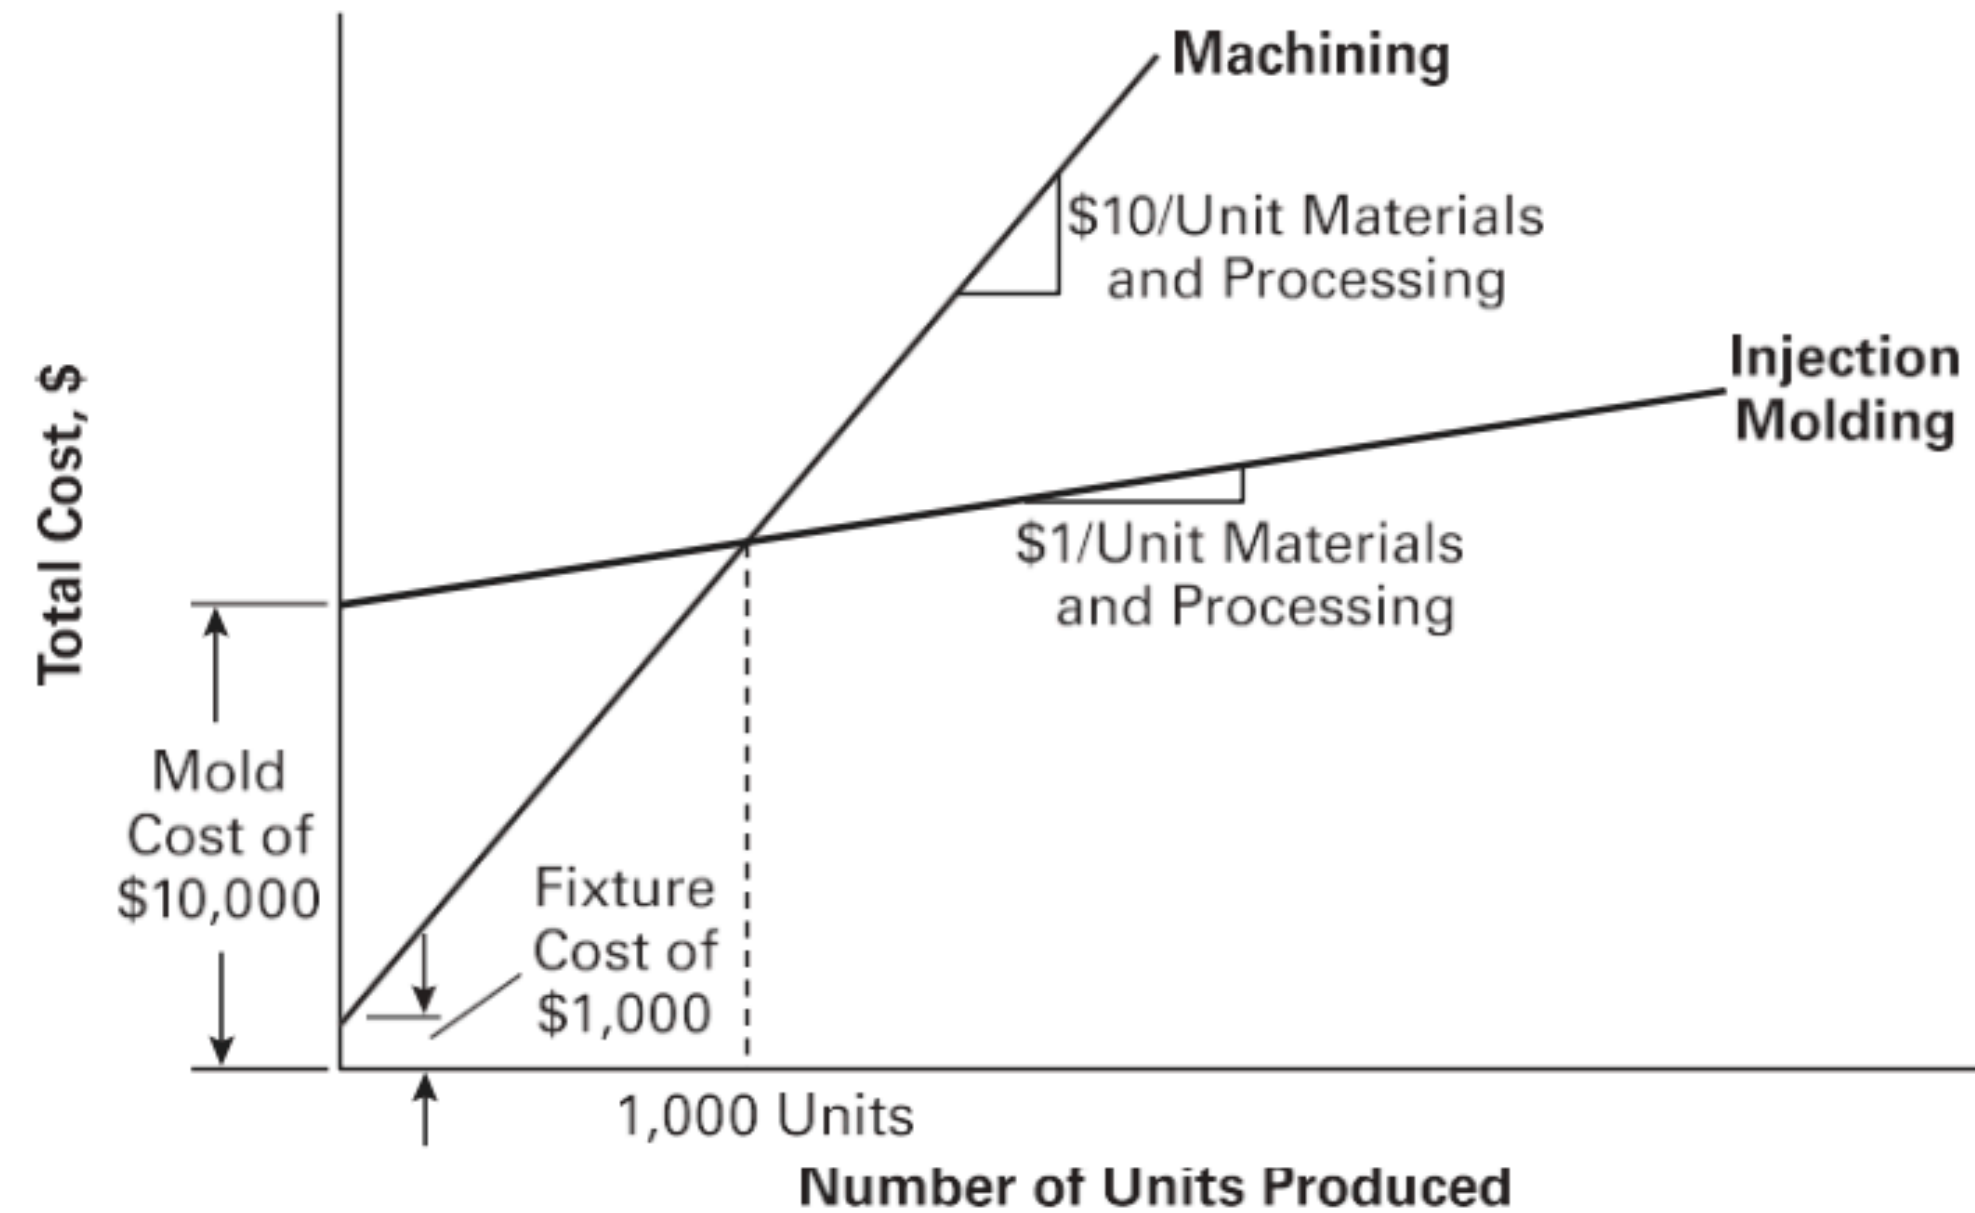 Machining
$10/Unit Materials
and Processing
Injection
Molding
$1/Unit Materials
and Processing
Total Cost, $
Mold
Cost of
$10,000
Fixture
Cost of
$1,000
1,000 Units
Number of Units Produced